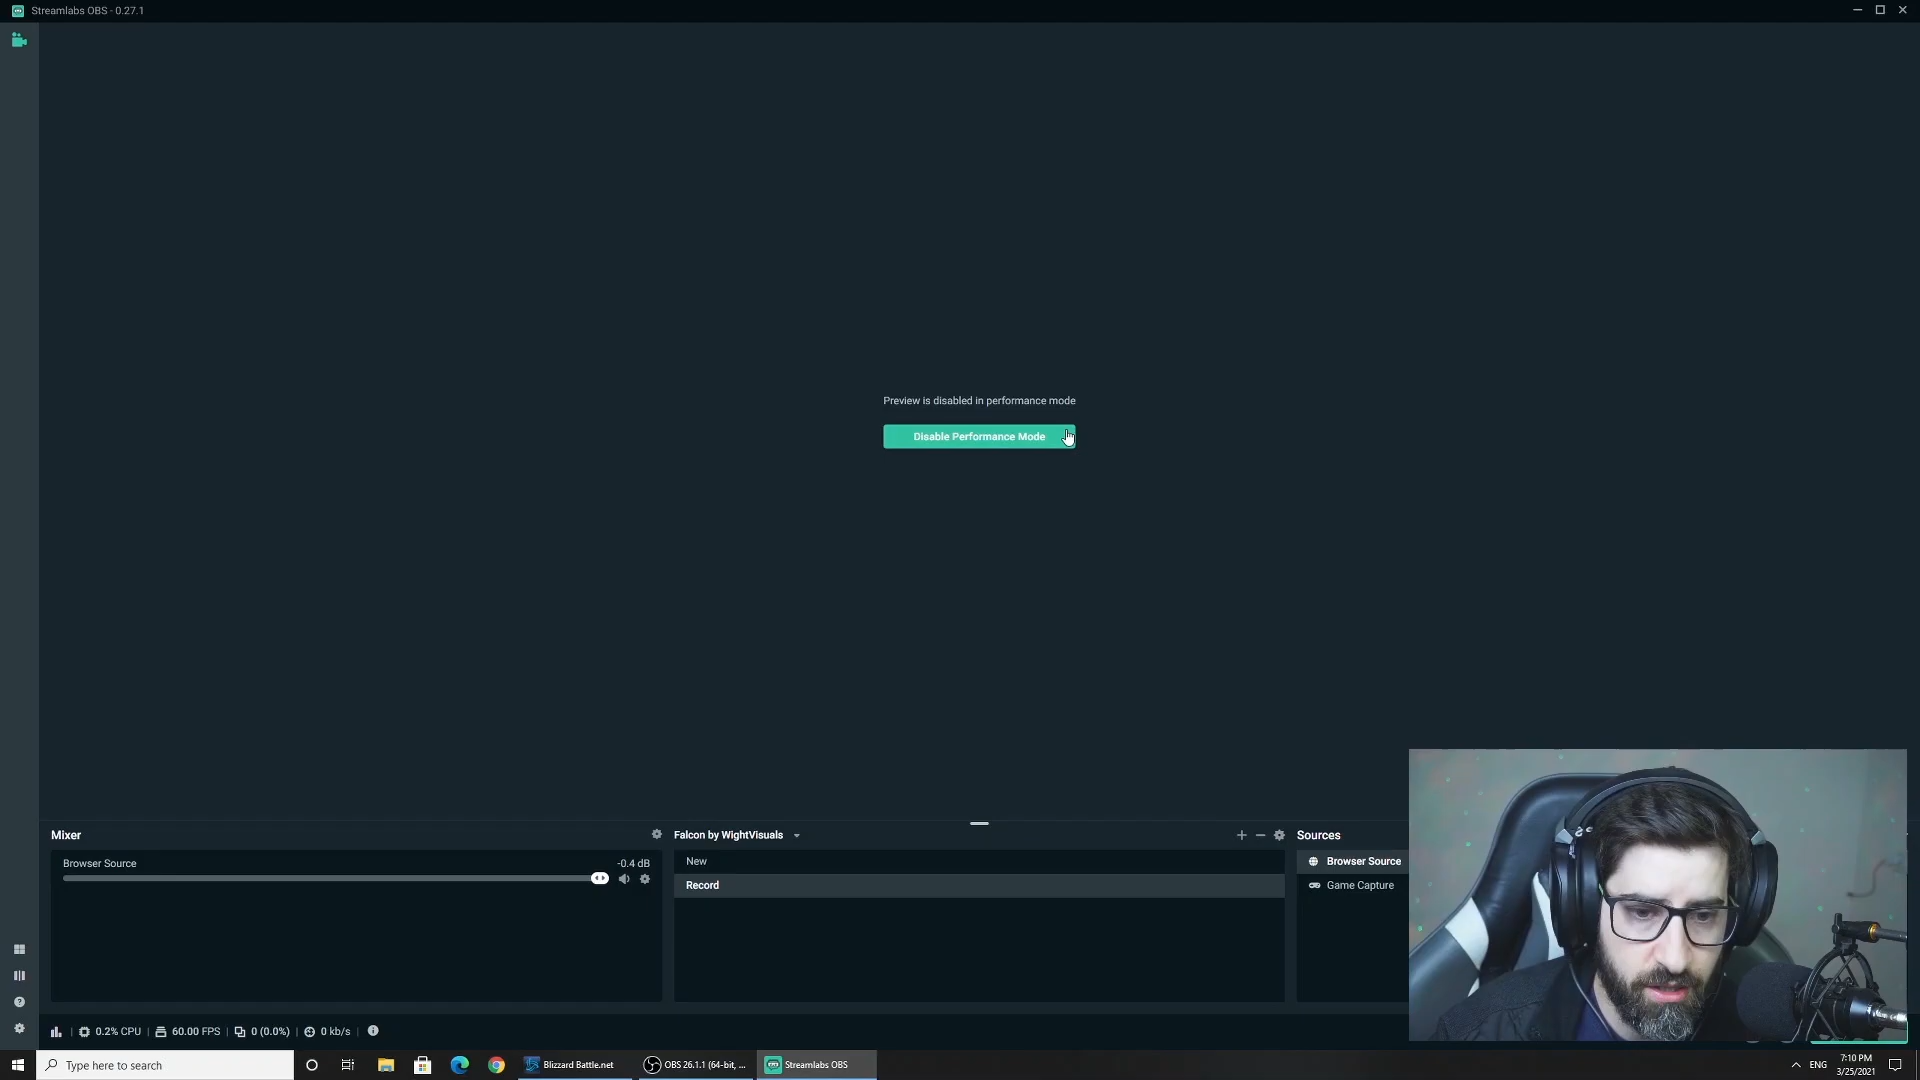 Streamlabs OBS - 0.27.1
Preview is disabled in performance mode
Disable Performance Mode
Mixer
Falcon by WightVisuals
Sources
Browser Source
-0.4 dB
New
Record
Browser Source
Game Capture
0.2% CPU
60.00 FPS
0 (0.0%)
0 kb/s
Type here to search
Blizzard Battle.net
OBS 26.1.1 (64-bit, ...
Streamlabs OBS
ENG
7:10 PM
3/25/2021